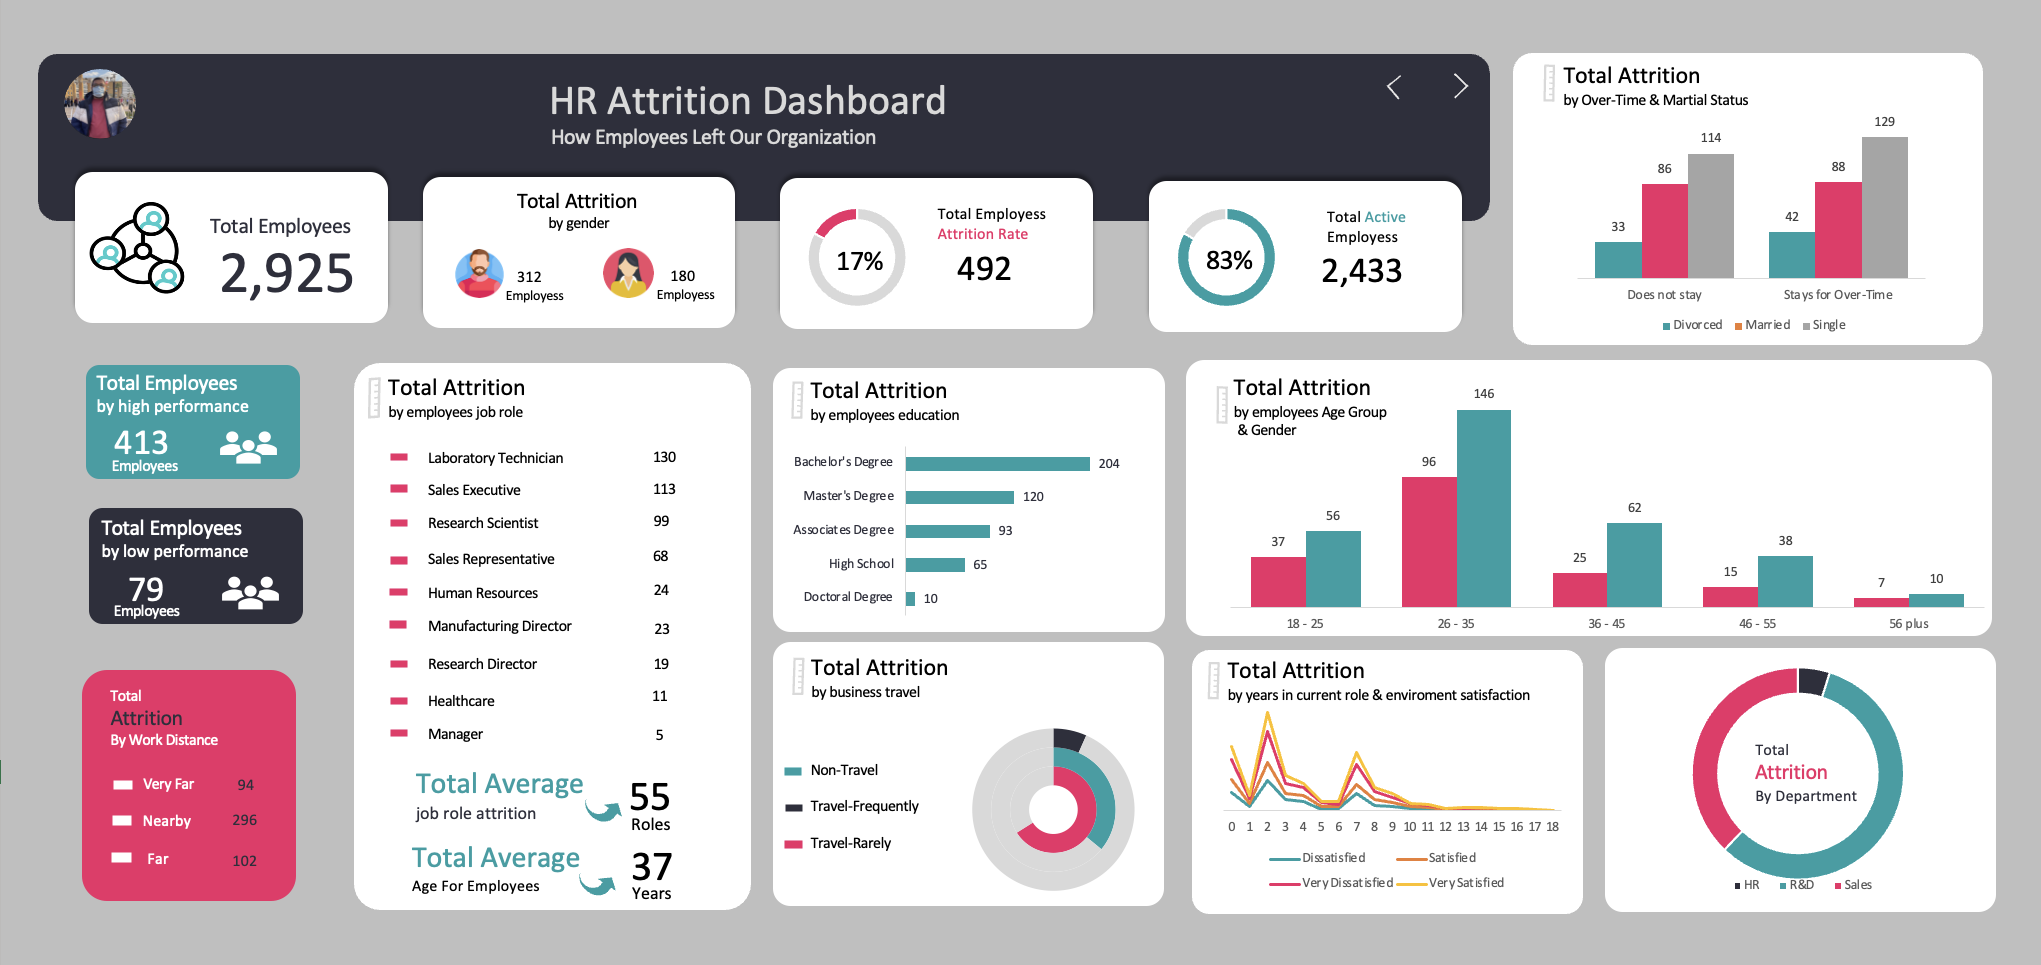 HR Attrition Dashboard
How Employees Left Our Organization
Total Employees
2,925
Total Attrition
by gender
312
Employess
180
Employess
17%
Total Employess
Attrition Rate
492
83%
Total Active
Employess
2,433
Total Attrition
by Over-Time & Martial Status
33
86
114
42
88
129
Does not stay
Stays for Over-Time
Divorced
Married
Single
Total Employees
by high performance
413
Employees
Total Employees
by low performance
79
Employees
Total
Attrition
By Work Distance
Very Far 94
Nearby 296
Far 102
Total Attrition
by employees job role
Laboratory Technician 130
Sales Executive 113
Research Scientist 99
Sales Representative 68
Human Resources 24
Manufacturing Director 23
Research Director 19
Healthcare 11
Manager 5
Total Average
job role attrition
55
Roles
Total Average
Age For Employees
37
Years
Total Attrition
by employees education
Bachelor's Degree 204
Master's Degree 120
Associates Degree 93
High School 65
Doctoral Degree 10
Total Attrition
by business travel
Non-Travel
Travel-Frequently
Travel-Rarely
Total Attrition
by employees Age Group
& Gender
37
56
96
146
25
62
15
38
7
10
18 - 25
26 - 35
36 - 45
46 - 55
56 plus
Total Attrition
by years in current role & enviroment satisfaction
0 1 2 3 4 5 6 7 8 9 10 11 12 13 14 15 16 17 18
Dissatisfied
Satisfied
Very Dissatisfied
Very Satisfied
Total
Attrition
By Department
HR
R&D
Sales